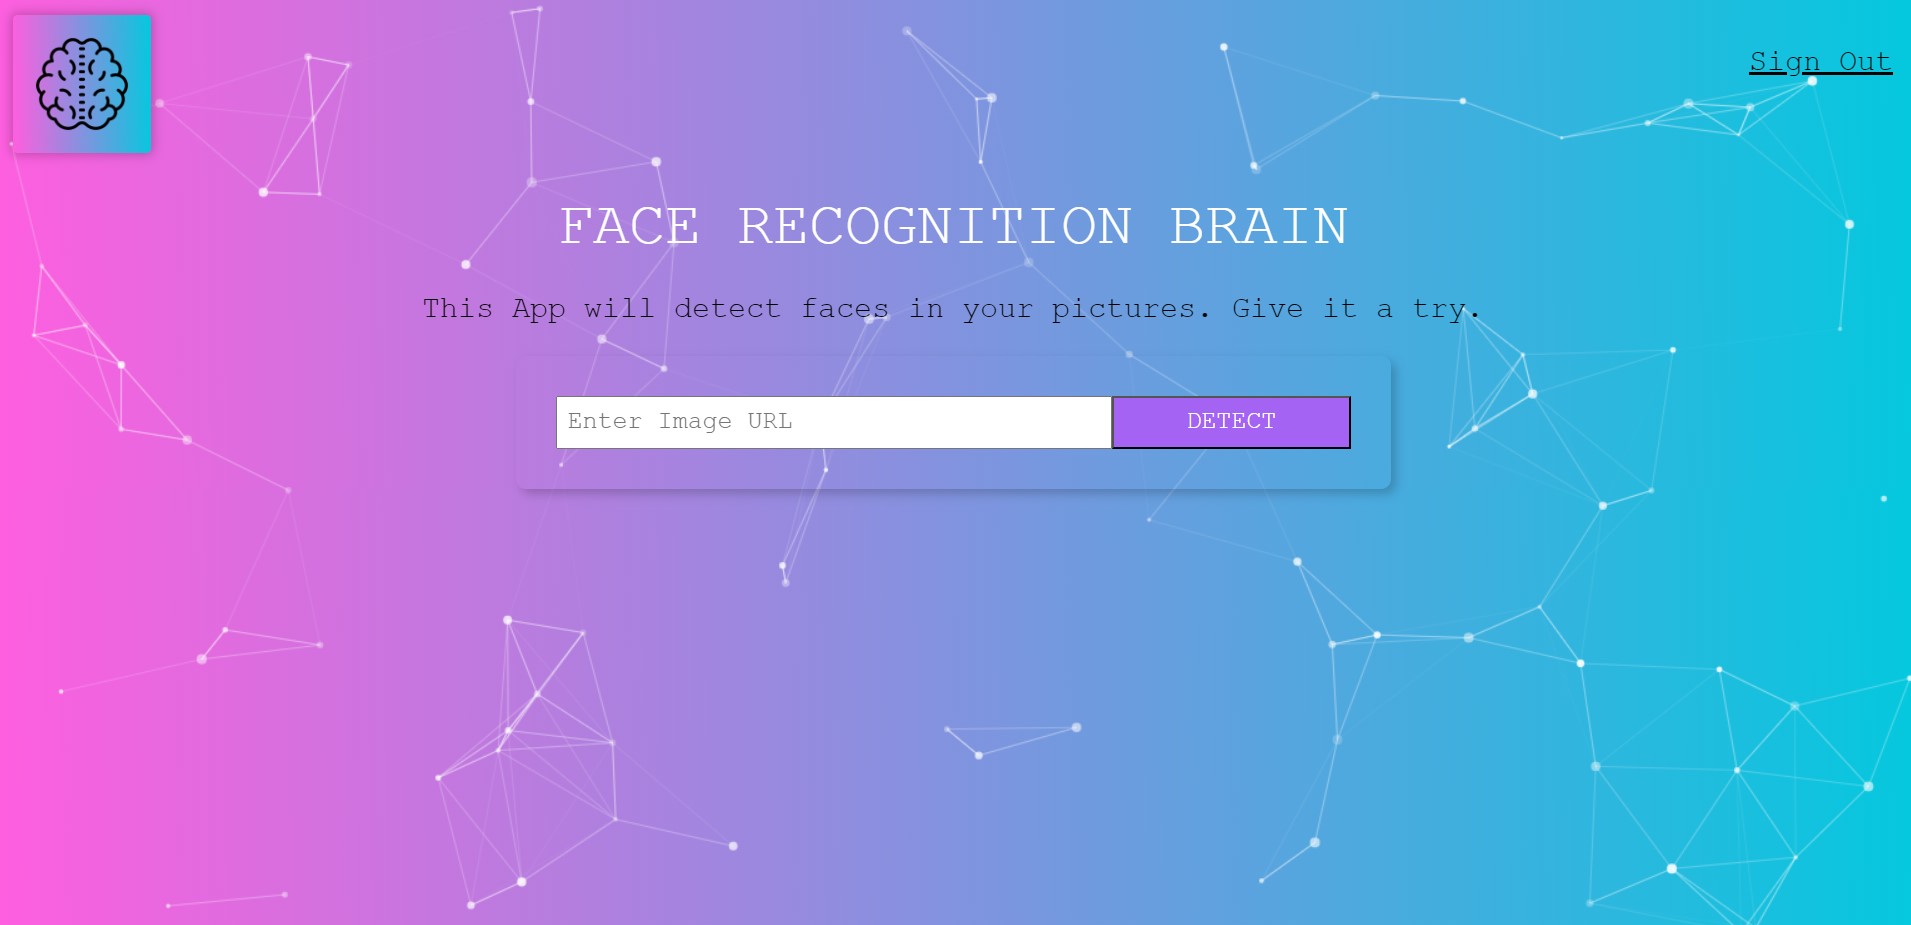 Sign Out
FACE RECOGNITION BRAIN
This App will detect faces in your pictures. Give it a try.
Enter Image URL
DETECT